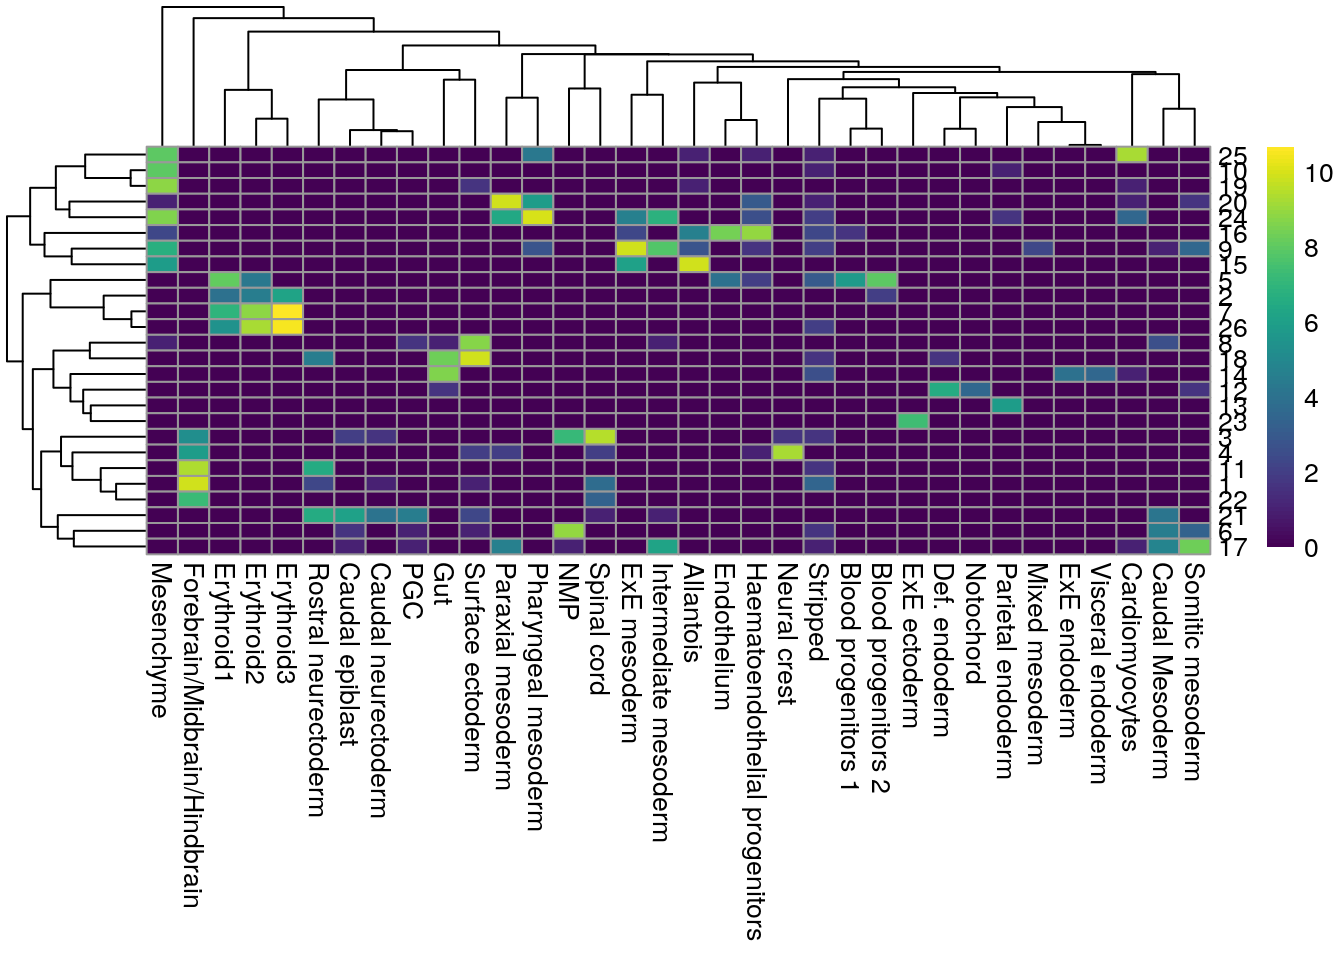 25
10
19
20
24
16
9
15
5
2
7
26
8
18
14
12
13
23
3
4
11
1
22
21
6
17
10
8
6
4
2
0
Mesenchyme
Forebrain/Midbrain/Hindbrain
Erythroid1
Erythroid2
Erythroid3
Rostral neurectoderm
Caudal epiblast
Caudal neurectoderm
PGC
Gut
Surface ectoderm
Paraxial mesoderm
Pharyngeal mesoderm
NMP
Spinal cord
ExE mesoderm
Intermediate mesoderm
Allantois
Endothelium
Haematoendothelial progenitors
Neural crest
Stripped
Blood progenitors 1
Blood progenitors 2
ExE ectoderm
Def. endoderm
Notochord
Parietal endoderm
Mixed mesoderm
ExE endoderm
Visceral endoderm
Cardiomyocytes
Caudal Mesoderm
Somitic mesoderm